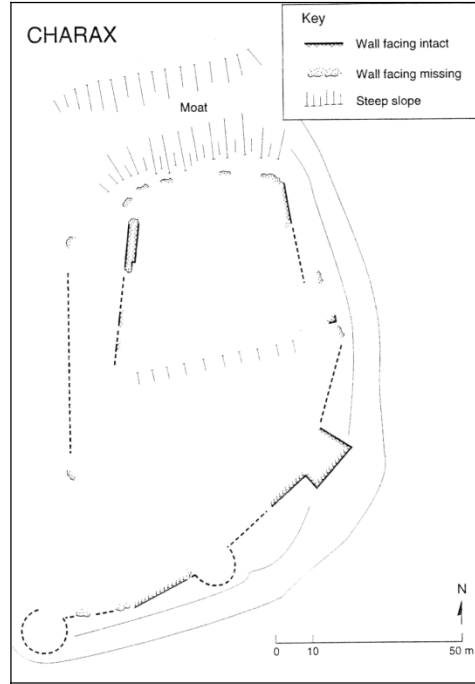 CHARAX
Key
Wall facing intact
Wall facing missing
Steep slope
Moat
N
0 10 50 m